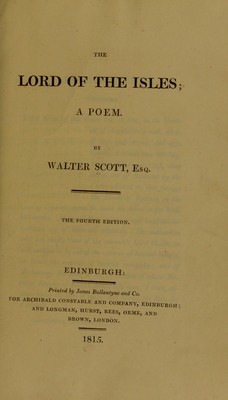 THE
LORD OF THE ISLES;
A POEM.
BY
WALTER SCOTT, Esq.
THE FOURTH EDITION.
EDINBURGH:
Printed by James Ballantyne and Co.
FOR ARCHIBALD CONSTABLE AND COMPANY, EDINBURGH;
AND LONGMAN, HURST, REES, ORME, AND
BROWN, LONDON.
1815.